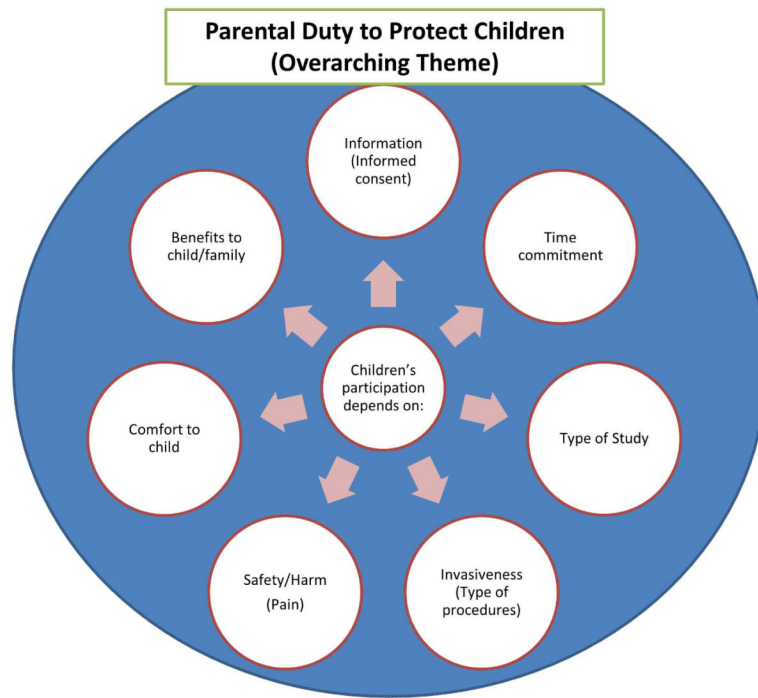 Parental Duty to Protect Children
(Overarching Theme)
Information
(Informed
consent)
Time
commitment
Type of Study
Invasiveness
(Type of
procedures)
Safety/Harm
(Pain)
Comfort to
child
Benefits to
child/family
Children’s
participation
depends on: